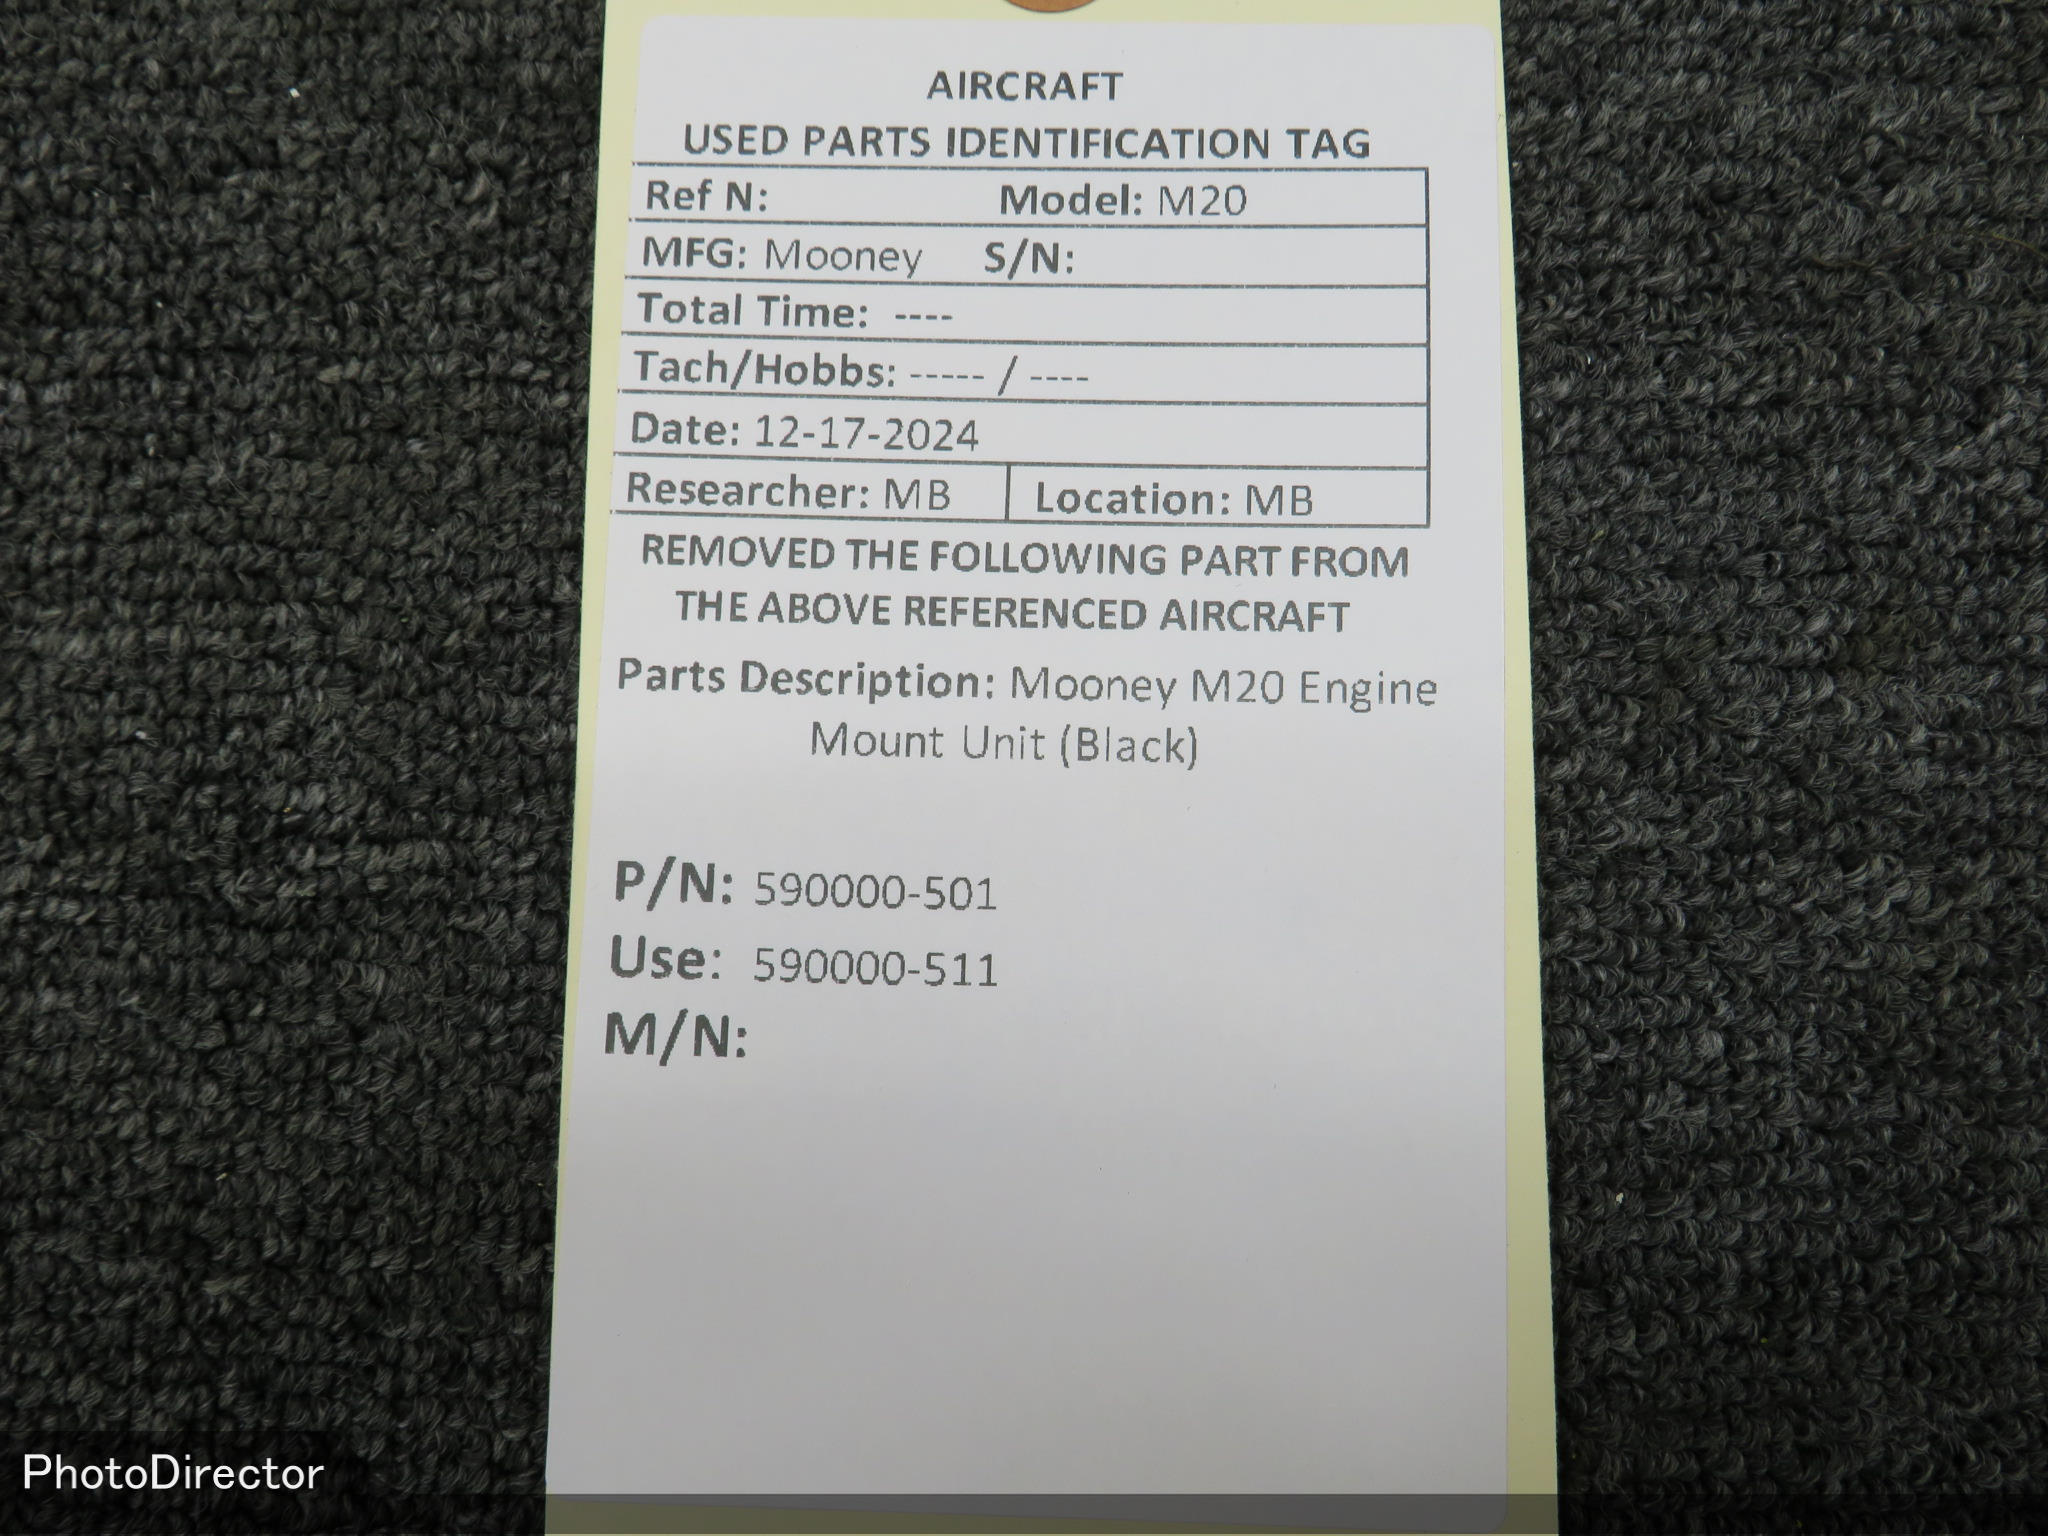 AIRCRAFT
USED PARTS IDENTIFICATION TAG
Ref N: Model: M20
MFG: Mooney S/N:
Total Time: ----
Tach/Hobbs: ----- / ----
Date: 12-17-2024
Researcher: MB Location: MB
REMOVED THE FOLLOWING PART FROM
THE ABOVE REFERENCED AIRCRAFT
Parts Description: Mooney M20 Engine
Mount Unit (Black)
P/N: 590000-501
Use: 590000-511
M/N:
PhotoDirector